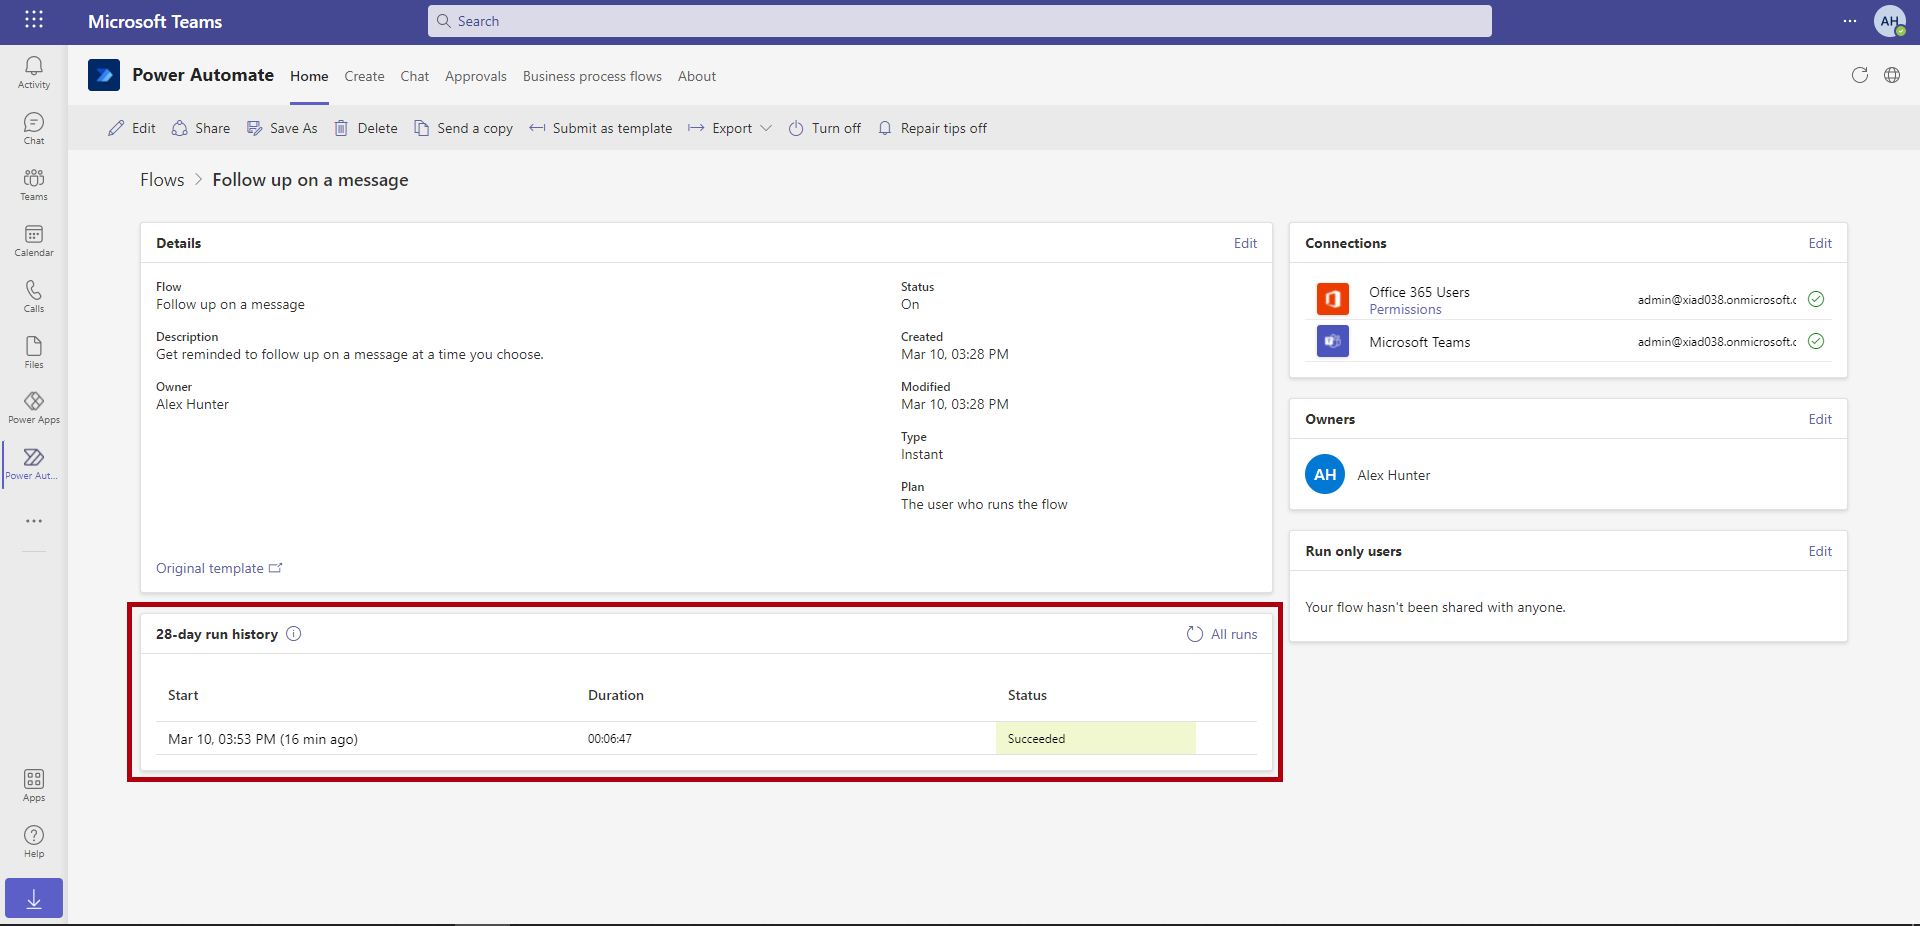 Microsoft Teams
Search
AH
Activity
Chat
Teams
Calendar
Calls
Files
Power Apps
Power Aut...
Apps
Help
Power Automate
Home
Create
Chat
Approvals
Business process flows
About
Edit
Share
Save As
Delete
Send a copy
Submit as template
Export
Turn off
Repair tips off
Flows > Follow up on a message
Details
Edit
Flow
Follow up on a message
Description
Get reminded to follow up on a message at a time you choose.
Owner
Alex Hunter
Status
On
Created
Mar 10, 03:28 PM
Modified
Mar 10, 03:28 PM
Type
Instant
Plan
The user who runs the flow
Original template
28-day run history
All runs
Start
Duration
Status
Mar 10, 03:53 PM (16 min ago)
00:06:47
Succeeded
Connections
Edit
Office 365 Users
Permissions
admin@xiad038.onmicrosoft.c
Microsoft Teams
admin@xiad038.onmicrosoft.c
Owners
Edit
AH
Alex Hunter
Run only users
Edit
Your flow hasn't been shared with anyone.